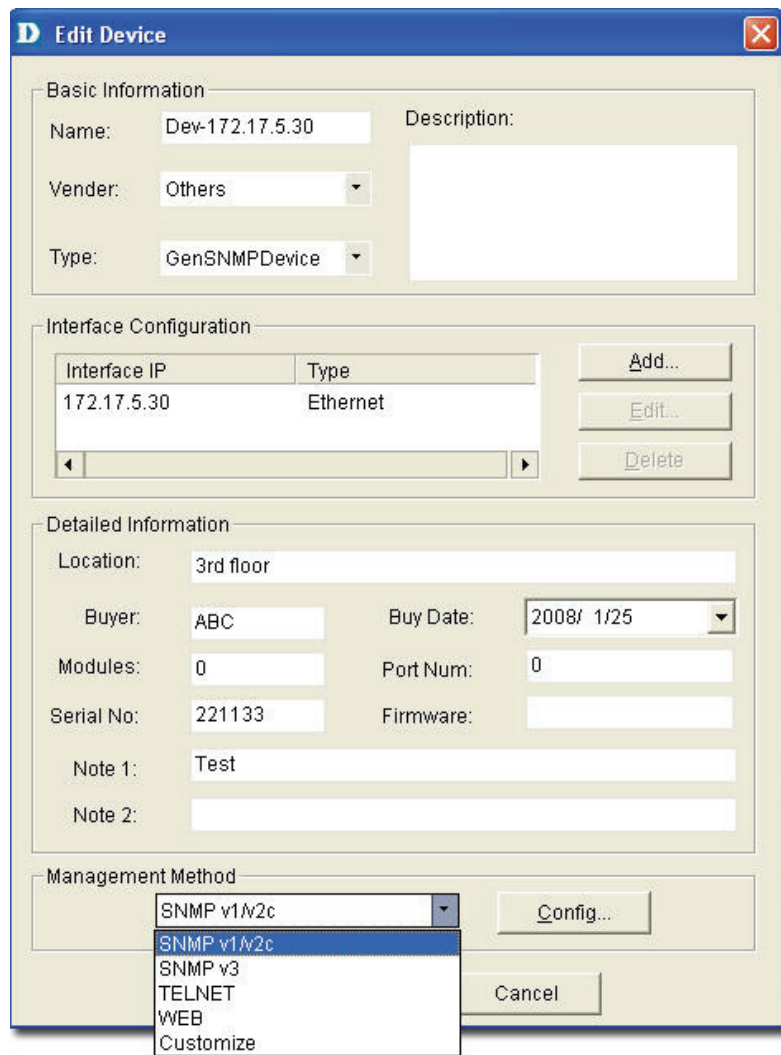 D Edit Device
Basic Information
Name: Dev-172.17.5.30
Description:
Vender: Others
Type: GenSNMPDevice
Interface Configuration
Interface IP Type
172.17.5.30 Ethernet
Add...
Edit...
Delete
Detailed Information
Location: 3rd floor
Buyer: ABC Buy Date: 2008/ 1/25
Modules: 0 Port Num: 0
Serial No: 221133 Firmware:
Note 1: Test
Note 2:
Management Method
SNMP v1/v2c Config...
SNMP v1/v2c
SNMP v3
TELNET
WEB
Customize
Cancel